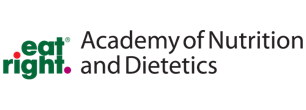 eat® Academy of Nutrition
right. and Dietetics